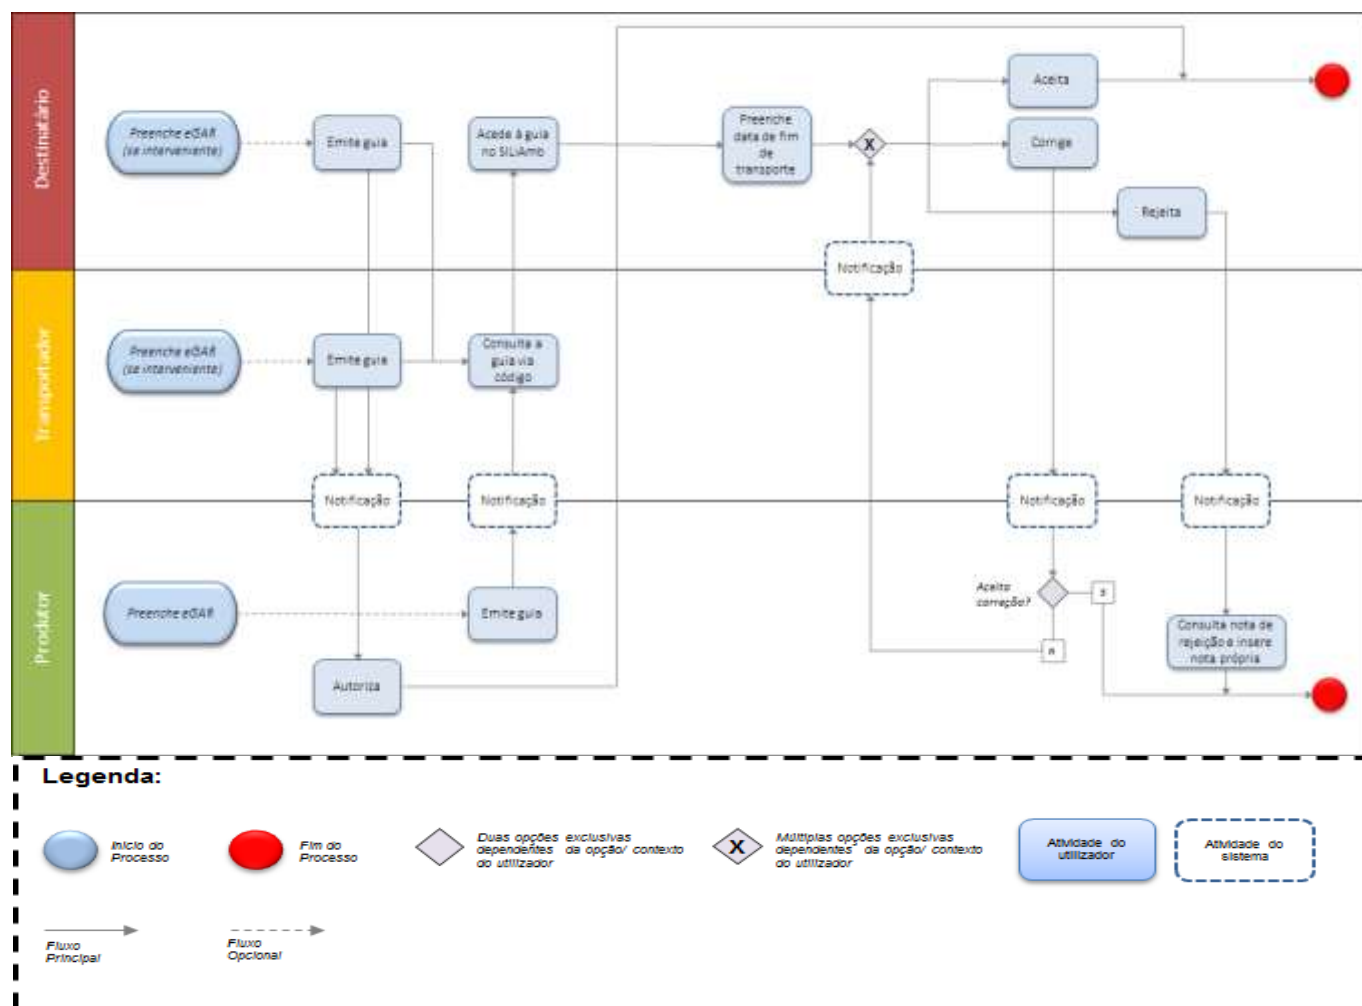 Destinatário
Preenche eGAR
(se interveniente)
Emite guia
Acede à guia
no SILiAmb
Preenche
data de fim
de
transporte
X
Aceita
Corrige
Rejeita
Notificação
Transportador
Preenche eGAR
(se interveniente)
Emite guia
Consulta a
guia via
código
Notificação
Notificação
Notificação
Notificação
Produtor
Preenche eGAR
Emite guia
Autoriza
Aceita
correção?
s
n
Consulta nota de
rejeição e insere
nota própria
Legenda:
Início do
Processo
Fim do
Processo
Duas opções exclusivas
dependentes da opção/ contexto
do utilizador
X
Múltiplas opções exclusivas
dependentes da opção/ contexto
do utilizador
Atividade do
utilizador
Atividade do
sistema
Fluxo
Principal
Fluxo
Opcional